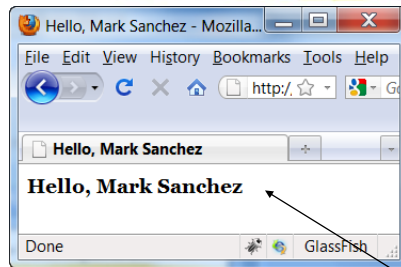 Hello, Mark Sanchez - Mozilla...
File Edit View History Bookmarks Tools Help
http:/
Hello, Mark Sanchez
Hello, Mark Sanchez
Done GlassFish